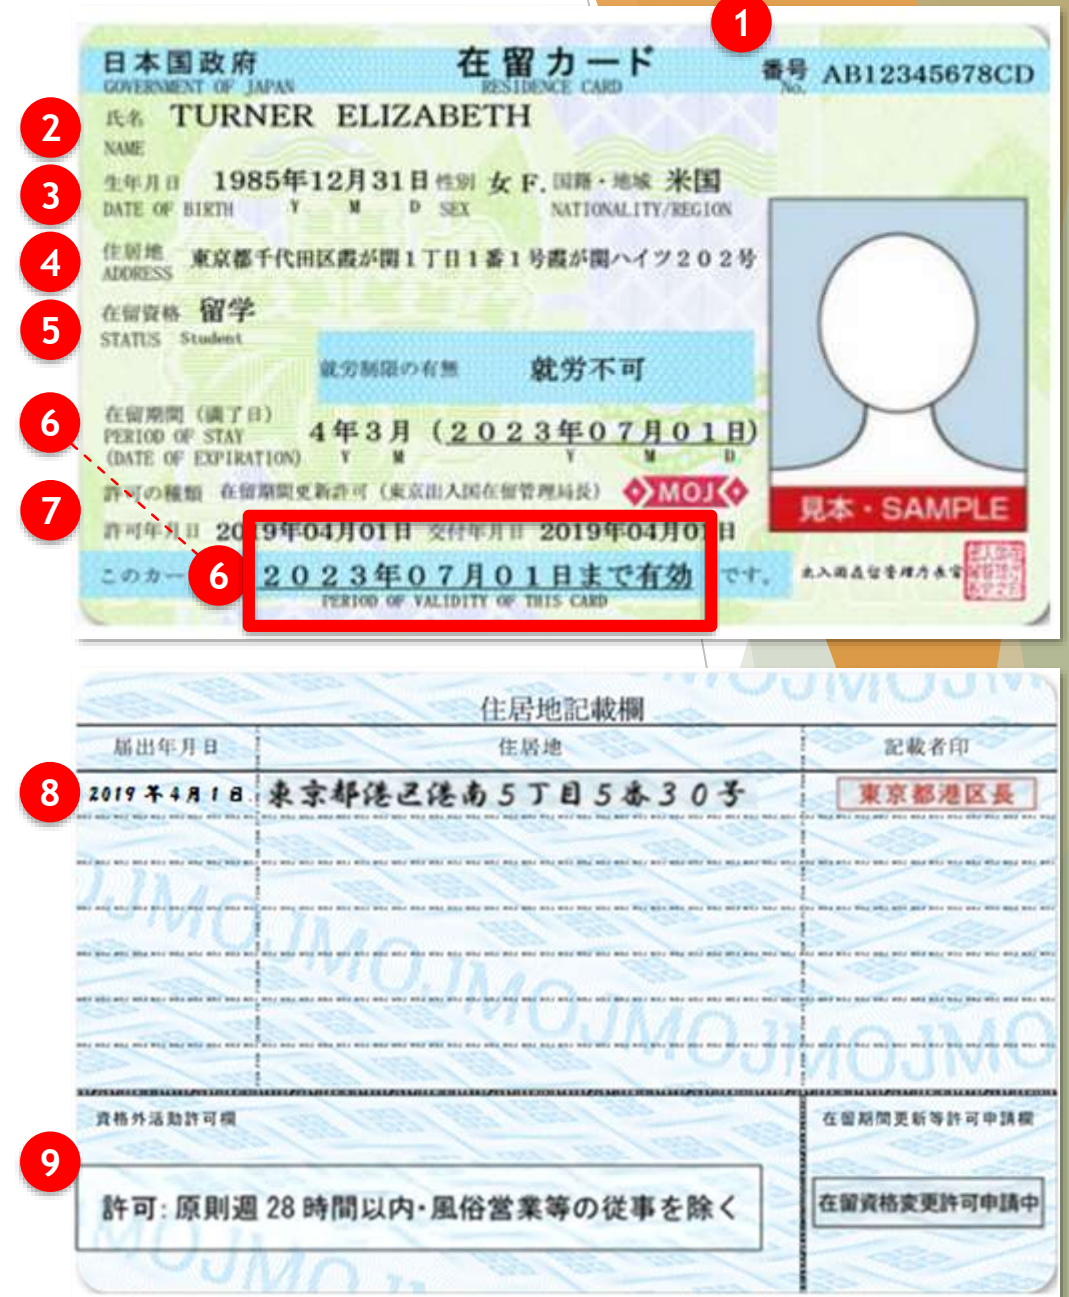 1
日本国政府 在留カード 番号 AB12345678CD
GOVERNMENT OF JAPAN RESIDENCE CARD No.
2 氏名 TURNER ELIZABETH
NAME
3 生年月日 1985年12月31日 性別 女 F. 国籍・地域 米国
DATE OF BIRTH Y M D SEX NATIONALITY/REGION
4 住居地 東京都千代田区霞が関1丁目1番1号霞が関ハイツ202号
ADDRESS
5 在留資格 留学
STATUS Student
就労制限の有無 就労不可
6 在留期間(満了日) 4年3月(2023年07月01日)
PERIOD OF STAY
(DATE OF EXPIRATION) Y M Y M D
7 許可の種類 在留期間更新許可(東京出入国在留管理局長) MOJ
見本・SAMPLE
許可年月日 2019年04月01日 交付年月日 2019年04月01日
このカー 6 2023年07月01日まで有効 です。
PERIOD OF VALIDITY OF THIS CARD
住居地記載欄
届出年月日 住居地 記載者印
8 2019年4月1日 東京都港区港南5丁目5番30号 東京都港区長
資格外活動許可欄 在留期間更新等許可申請欄
9 許可:原則週28時間以内・風俗営業等の従事を除く 在留資格変更許可申請中